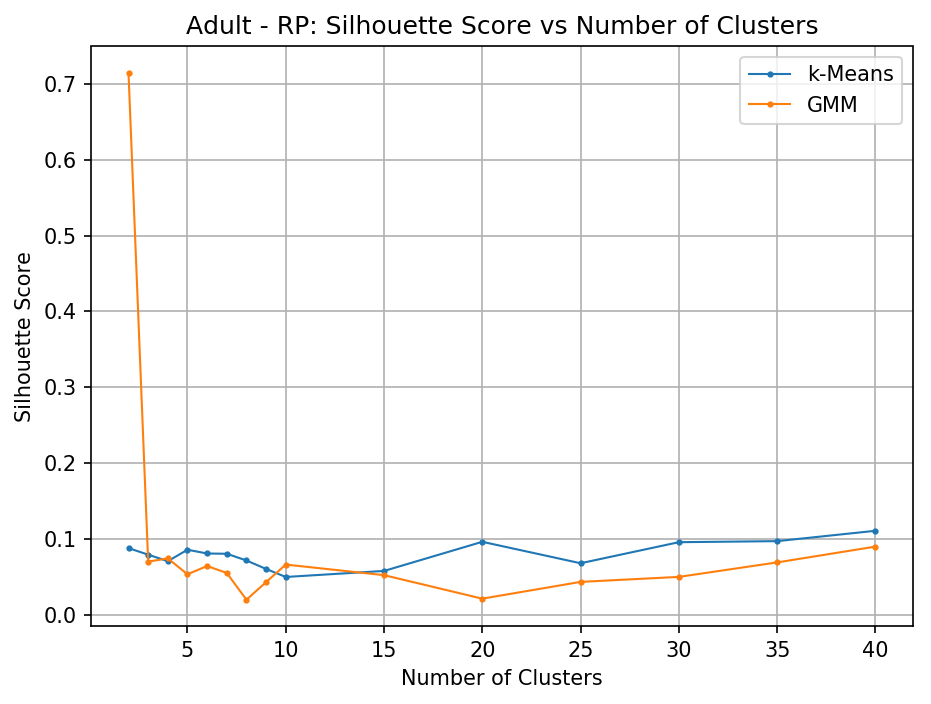 Adult - RP: Silhouette Score vs Number of Clusters
k-Means
GMM
Silhouette Score
0.7
0.6
0.5
0.4
0.3
0.2
0.1
0.0
5 10 15 20 25 30 35 40
Number of Clusters